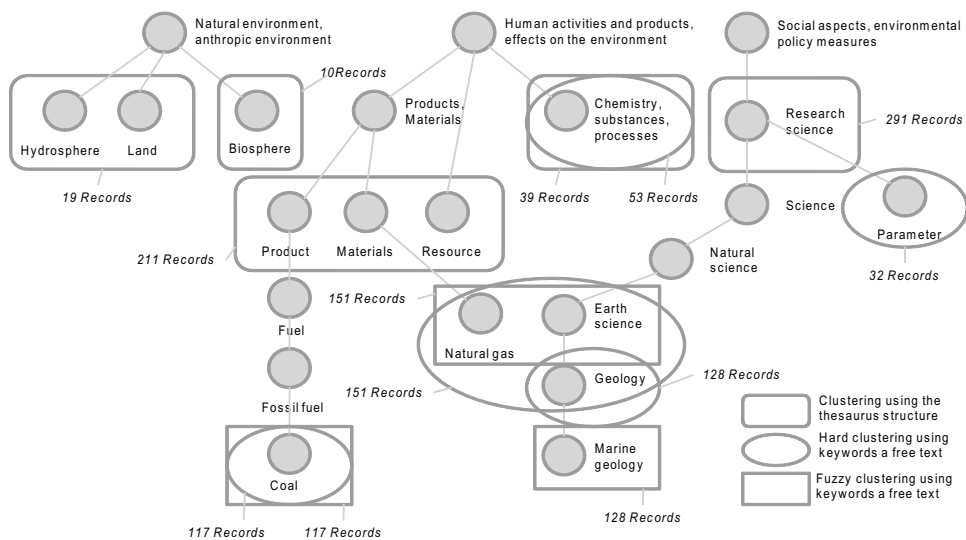 Natural environment,
anthropic environment
Human activities and products,
effects on the environment
Social aspects, environmental
policy measures
10Records
Products,
Materials
Chemistry,
substances,
processes
Research
science
291 Records
Hydrosphere
Land
Biosphere
19 Records
39 Records
53 Records
Science
Parameter
Product
Materials
Resource
211 Records
Natural
science
32 Records
151 Records
Earth
science
Fuel
Natural gas
Geology
128 Records
151 Records
Fossil fuel
Clustering using the
thesaurus structure
Hard clustering using
keywords a free text
Marine
geology
Coal
Fuzzy clustering using
keywords a free text
128 Records
117 Records
117 Records